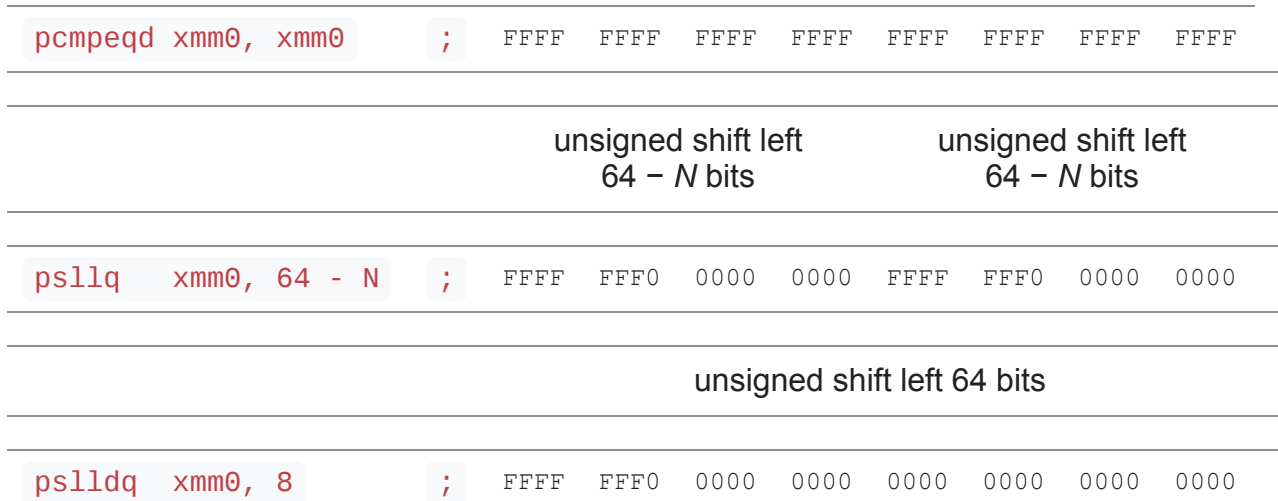 pcmpeqd xmm0, xmm0 ; FFFF FFFF FFFF FFFF FFFF FFFF FFFF FFFF
unsigned shift left unsigned shift left
64 − N bits 64 − N bits
psllq xmm0, 64 - N ; FFFF FFF0 0000 0000 FFFF FFF0 0000 0000
unsigned shift left 64 bits
pslldq xmm0, 8 ; FFFF FFF0 0000 0000 0000 0000 0000 0000